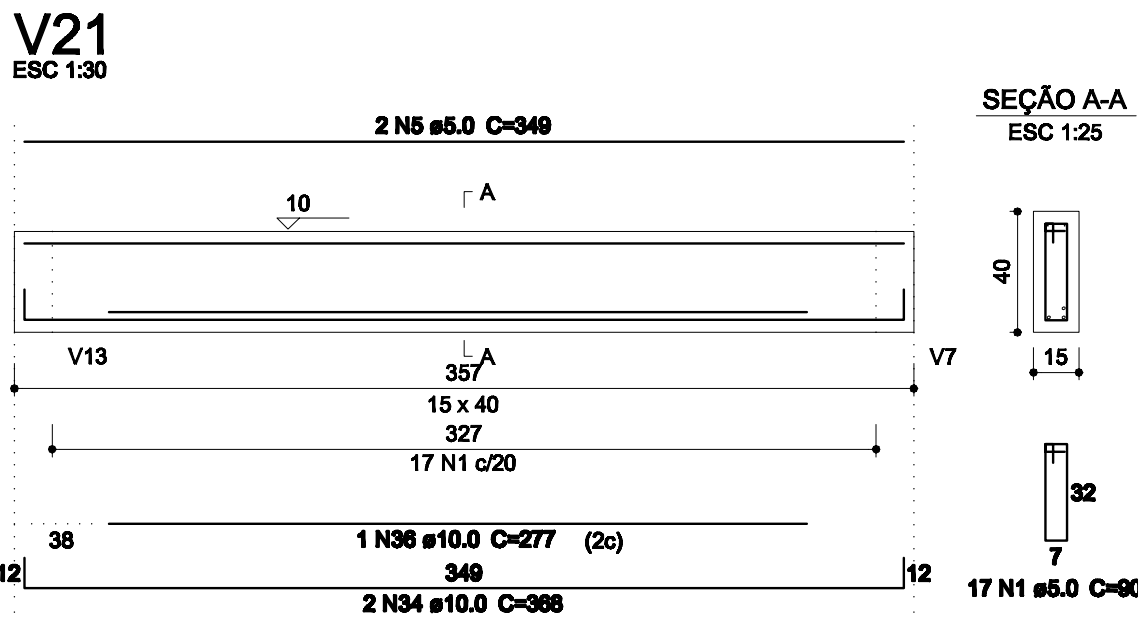 V21
ESC 1:30
SEÇÃO A-A
ESC 1:25
2 N5 ø5.0 C=349
A
10
40
V13
A
V7
15
357
15 x 40
327
17 N1 c/20
32
38
1 N36 ø10.0 C=277 (2c)
7
12
349
12
17 N1 ø5.0 C=90
2 N34 ø10.0 C=368